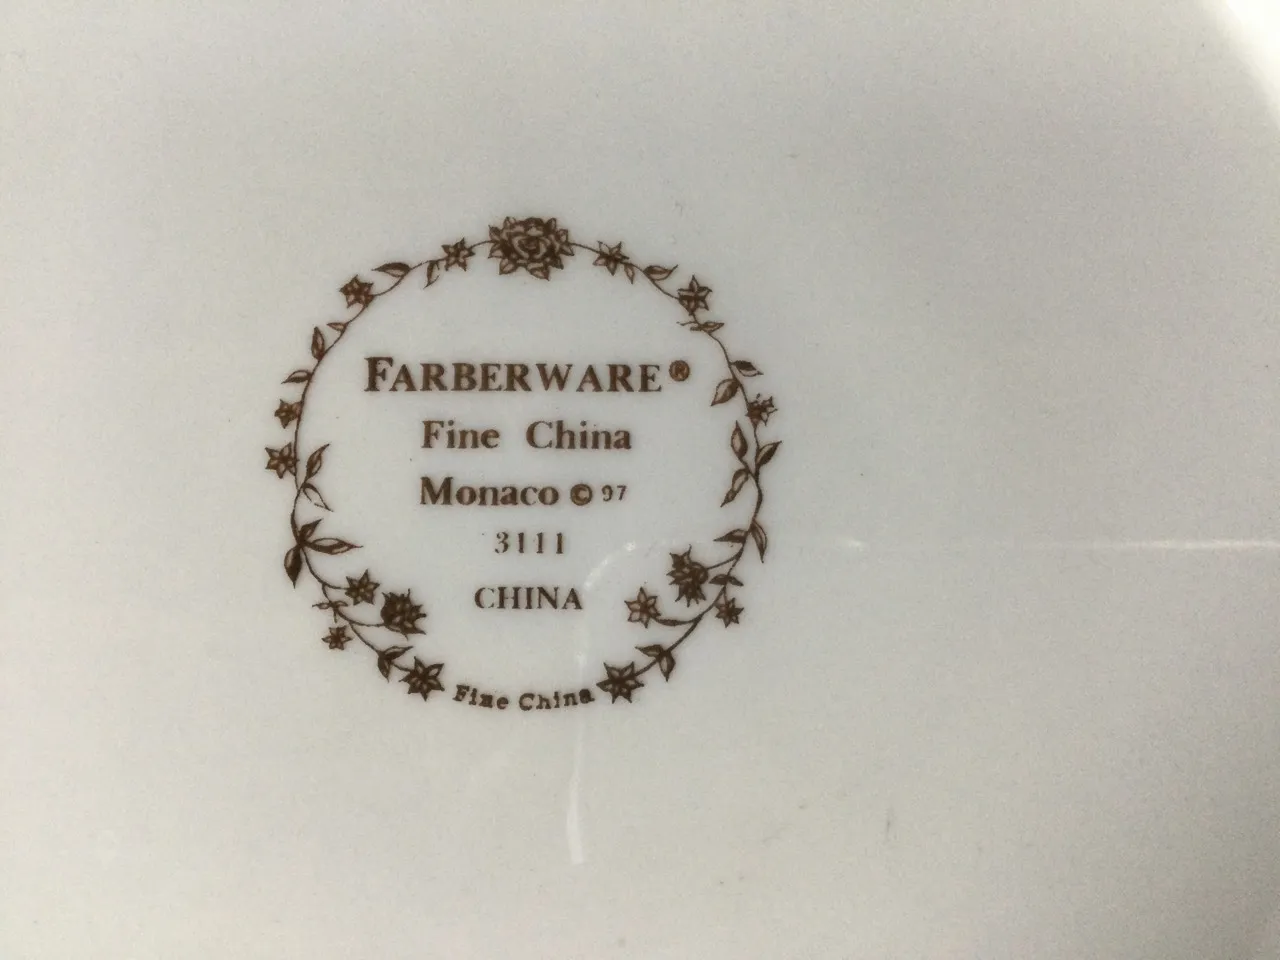 FARBERWARE®
Fine China
Monaco © 97
3111
CHINA
Fine China